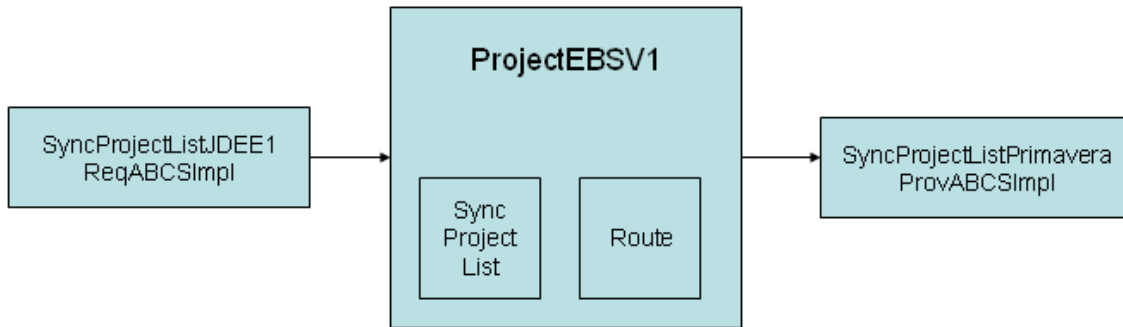 ProjectEBSV1
SyncProjectListJDEE1
ReqABCSImpl
Sync
Project
List
Route
SyncProjectListPrimavera
ProvABCSImpl